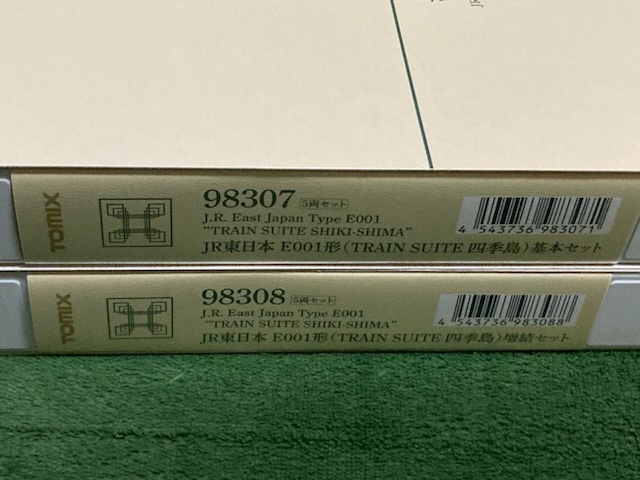 TOMIX
98307 5両セット
J.R. East Japan Type E001
"TRAIN SUITE SHIKI-SHIMA"
JR東日本 E001形(TRAIN SUITE 四季島)基本セット
4 543736 983071
TOMIX
98308 5両セット
J.R. East Japan Type E001
"TRAIN SUITE SHIKI-SHIMA"
JR東日本 E001形(TRAIN SUITE 四季島)増結セット
4 543736 983088